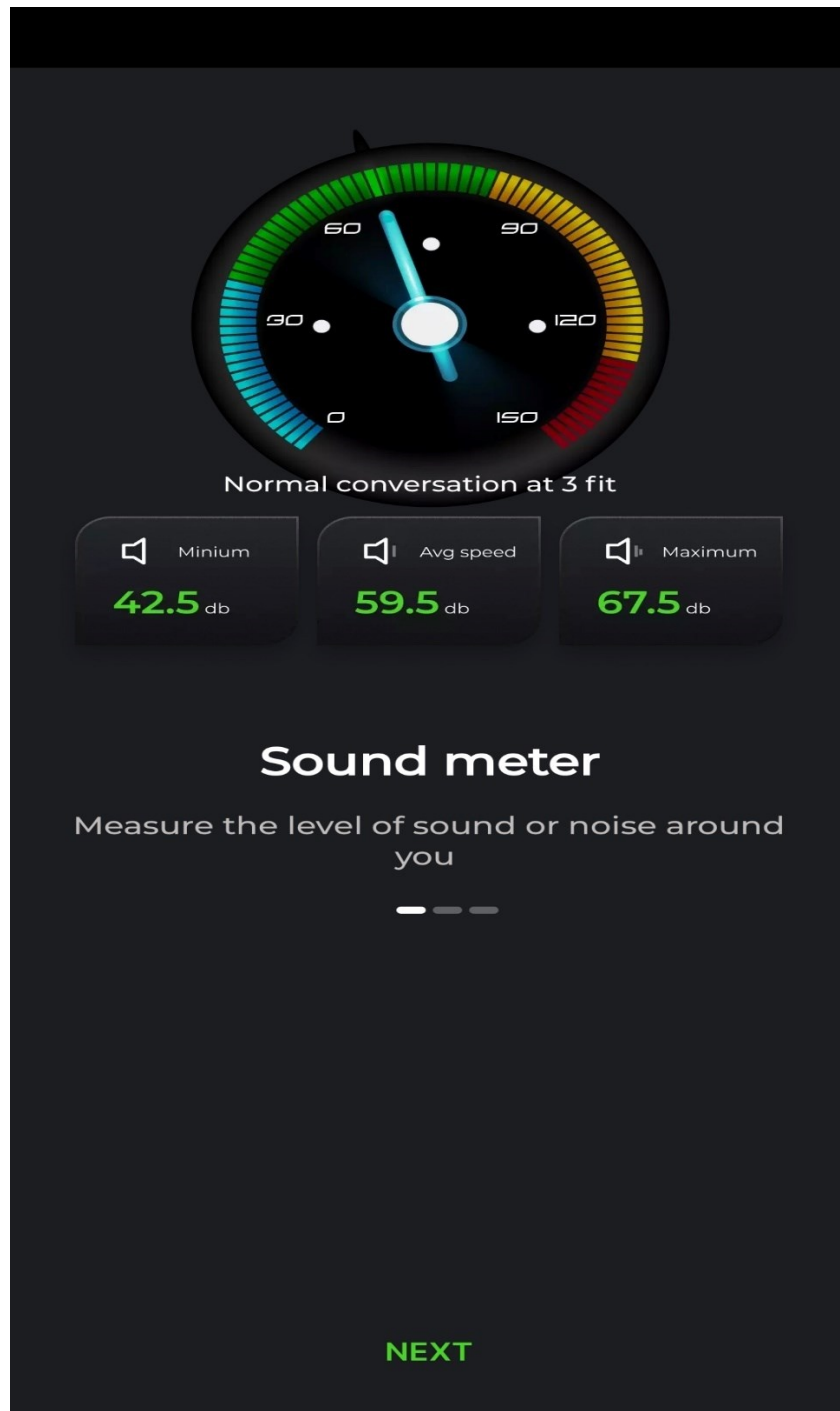 60 90
30 120
0 150
Normal conversation at 3 fit
Minium Avg speed Maximum
42.5 db 59.5 db 67.5 db
Sound meter
Measure the level of sound or noise around
you
NEXT